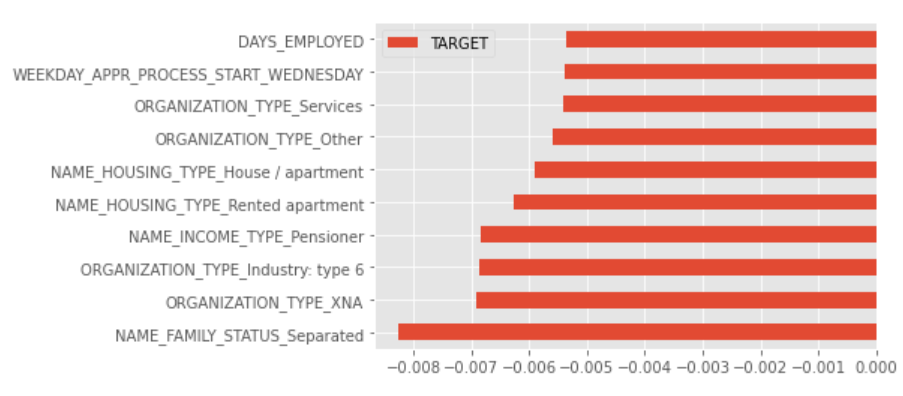 DAYS_EMPLOYED
TARGET
WEEKDAY_APPR_PROCESS_START_WEDNESDAY
ORGANIZATION_TYPE_Services
ORGANIZATION_TYPE_Other
NAME_HOUSING_TYPE_House / apartment
NAME_HOUSING_TYPE_Rented apartment
NAME_INCOME_TYPE_Pensioner
ORGANIZATION_TYPE_Industry: type 6
ORGANIZATION_TYPE_XNA
NAME_FAMILY_STATUS_Separated
−0.008 −0.007 −0.006 −0.005 −0.004 −0.003 −0.002 −0.001 0.000